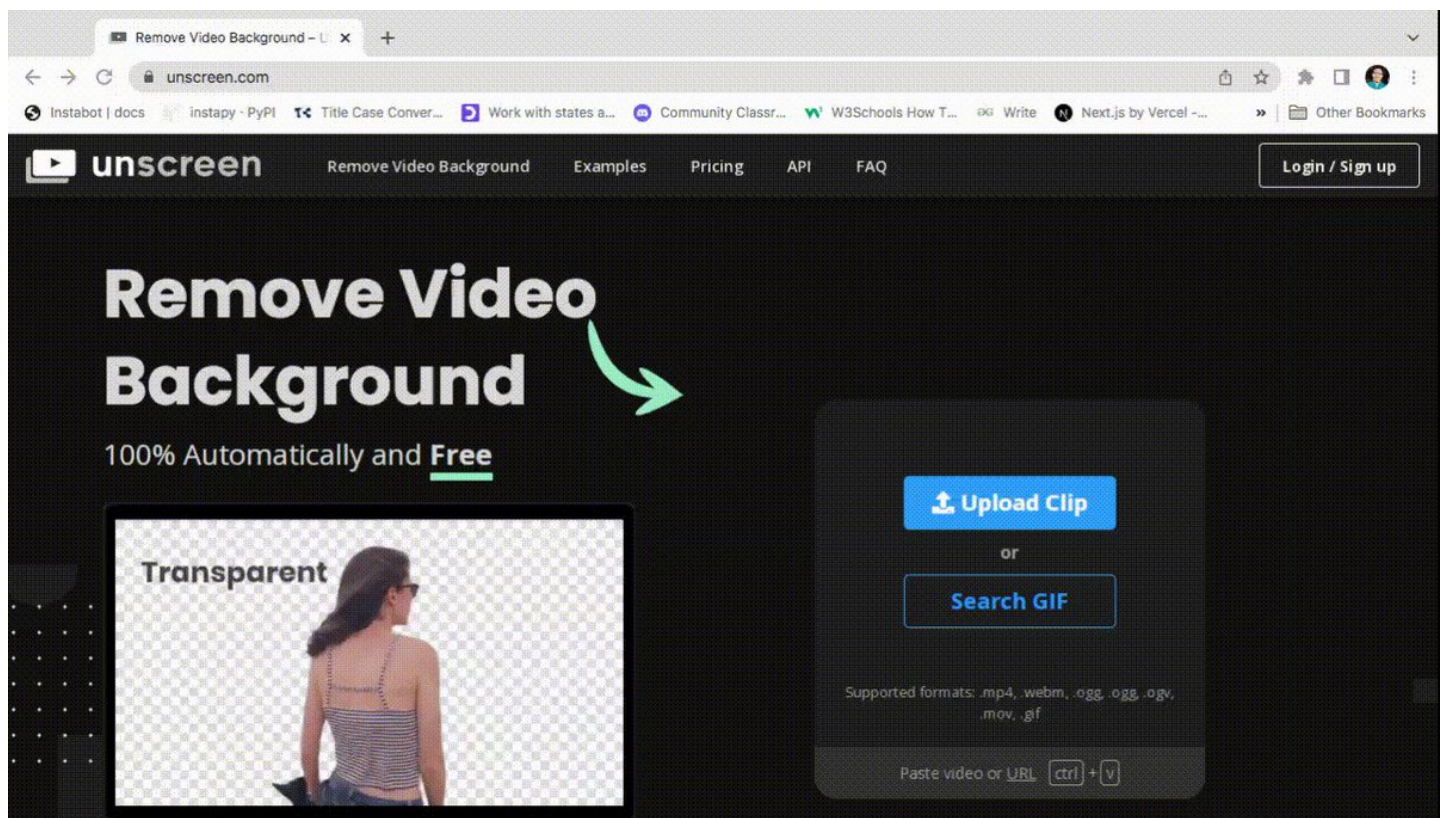 Remove Video Background – U
unscreen.com
Instabot | docs instapy · PyPI Title Case Conver... Work with states a... Community Classr... W3Schools How T... Write Next.js by Vercel -... » Other Bookmarks
unscreen Remove Video Background Examples Pricing API FAQ Login / Sign up
Remove Video
Background
100% Automatically and Free
Transparent
Upload Clip
or
Search GIF
Supported formats: .mp4, .webm, .ogg, .ogg, .ogv,
.mov, .gif
Paste video or URL ctrl + v